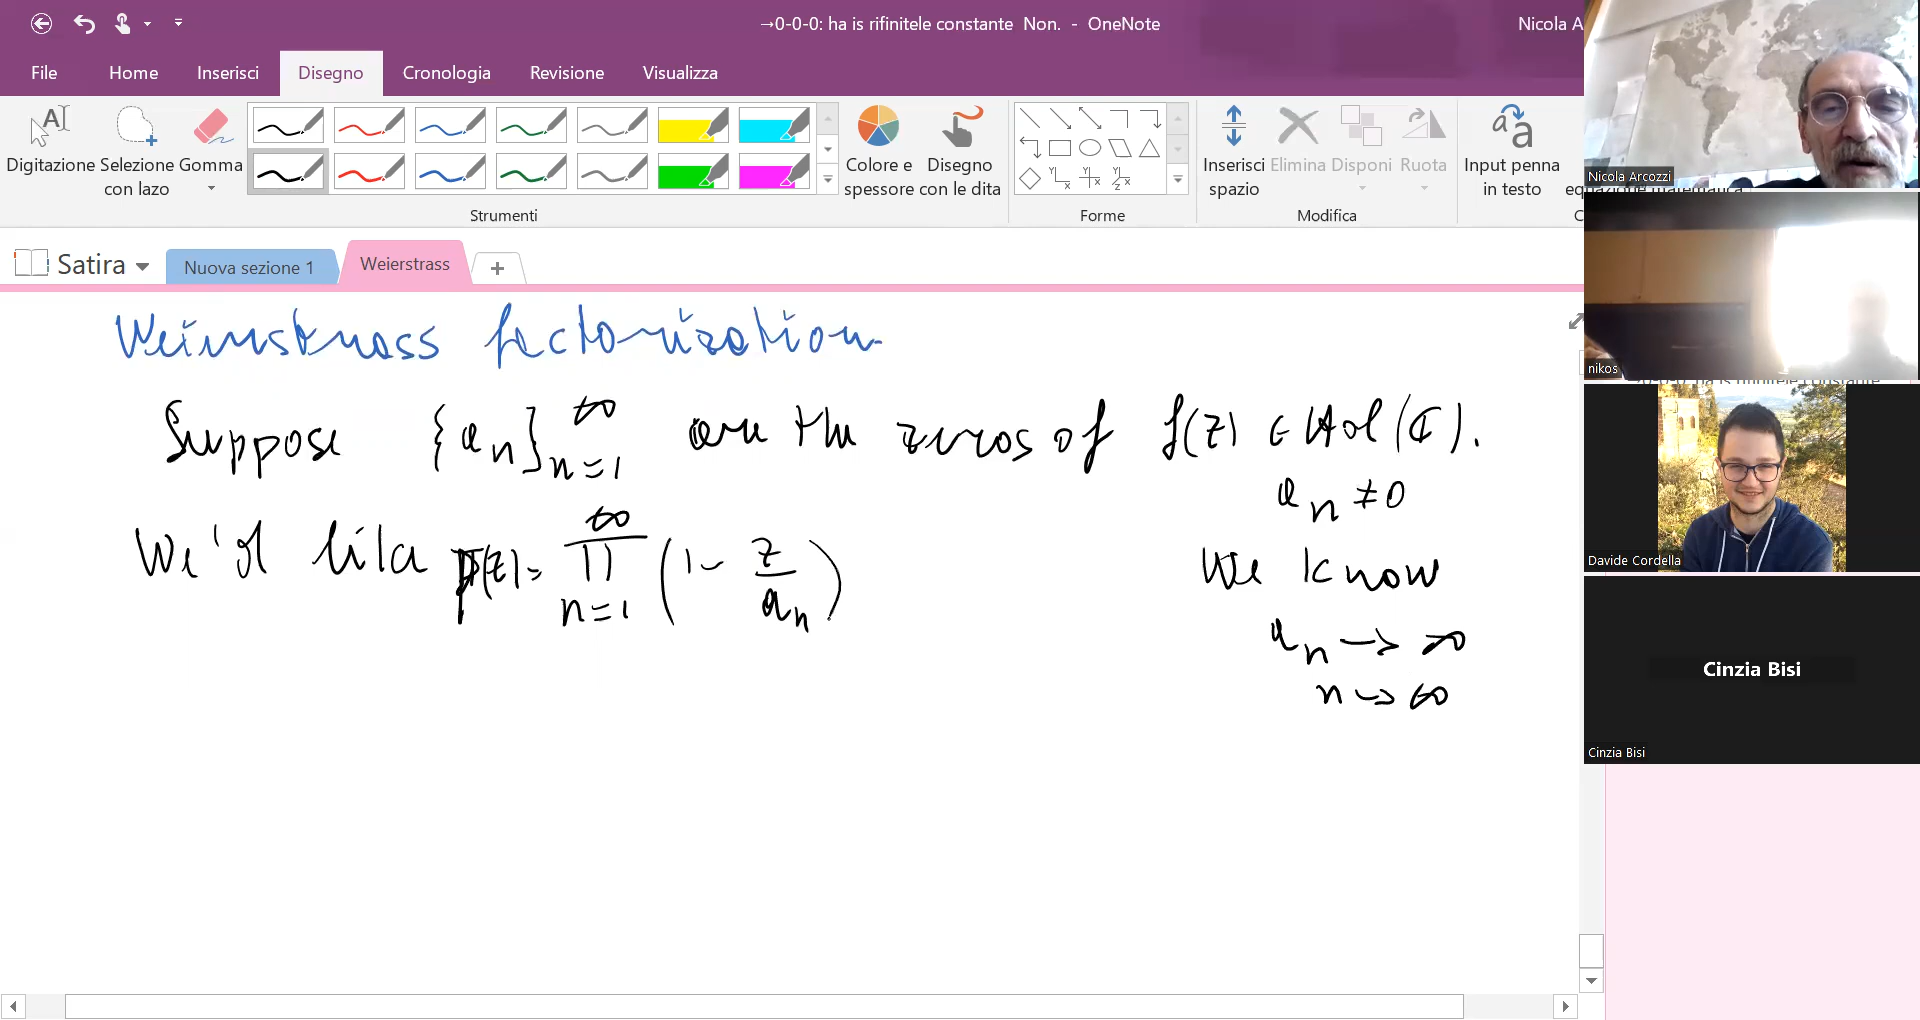 →0-0-0: ha is rifinitele constante Non. - OneNote
Nicola A
File Home Inserisci Disegno Cronologia Revisione Visualizza
Digitazione
Selezione con lazo
Gomma
Strumenti
Colore e spessore
Disegno con le dita
Forme
Inserisci spazio
Elimina
Disponi
Ruota
Modifica
Input penna in testo
Satira
Nuova sezione 1
Weierstrass
Weierstrass factorization
Suppose {a_n}_{n=1}^∞ are the zeros of f(z) ∈ Hol(ℂ).
a_n ≠ 0
We'd like P(z) = ∏_{n=1}^∞ (1 - z/a_n)
We know
a_n → ∞
n → ∞
Nicola Arcozzi
nikos
Davide Cordella
Cinzia Bisi
Cinzia Bisi